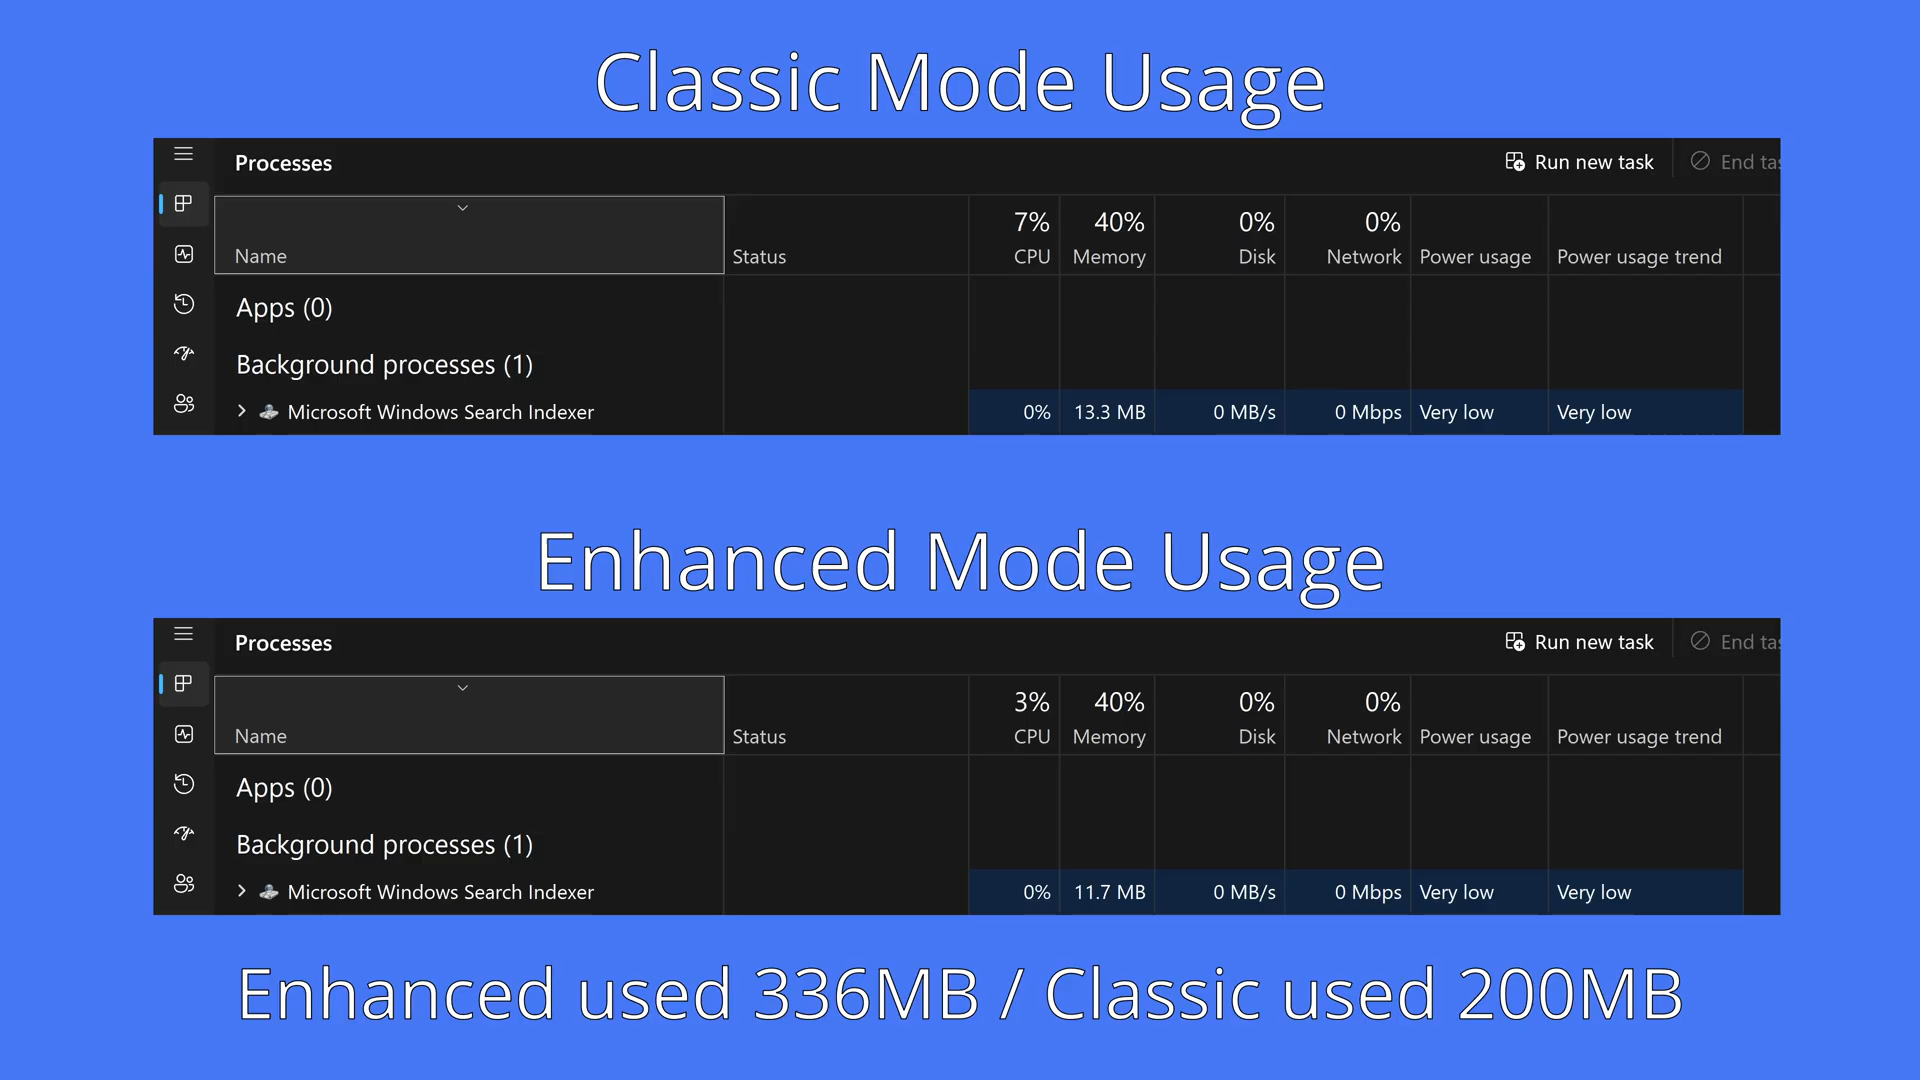 Classic Mode Usage
Processes
Run new task
End tas
7% 40% 0% 0%
Name Status CPU Memory Disk Network Power usage Power usage trend
Apps (0)
Background processes (1)
Microsoft Windows Search Indexer 0% 13.3 MB 0 MB/s 0 Mbps Very low Very low
Enhanced Mode Usage
Processes
Run new task
End tas
3% 40% 0% 0%
Name Status CPU Memory Disk Network Power usage Power usage trend
Apps (0)
Background processes (1)
Microsoft Windows Search Indexer 0% 11.7 MB 0 MB/s 0 Mbps Very low Very low
Enhanced used 336MB / Classic used 200MB